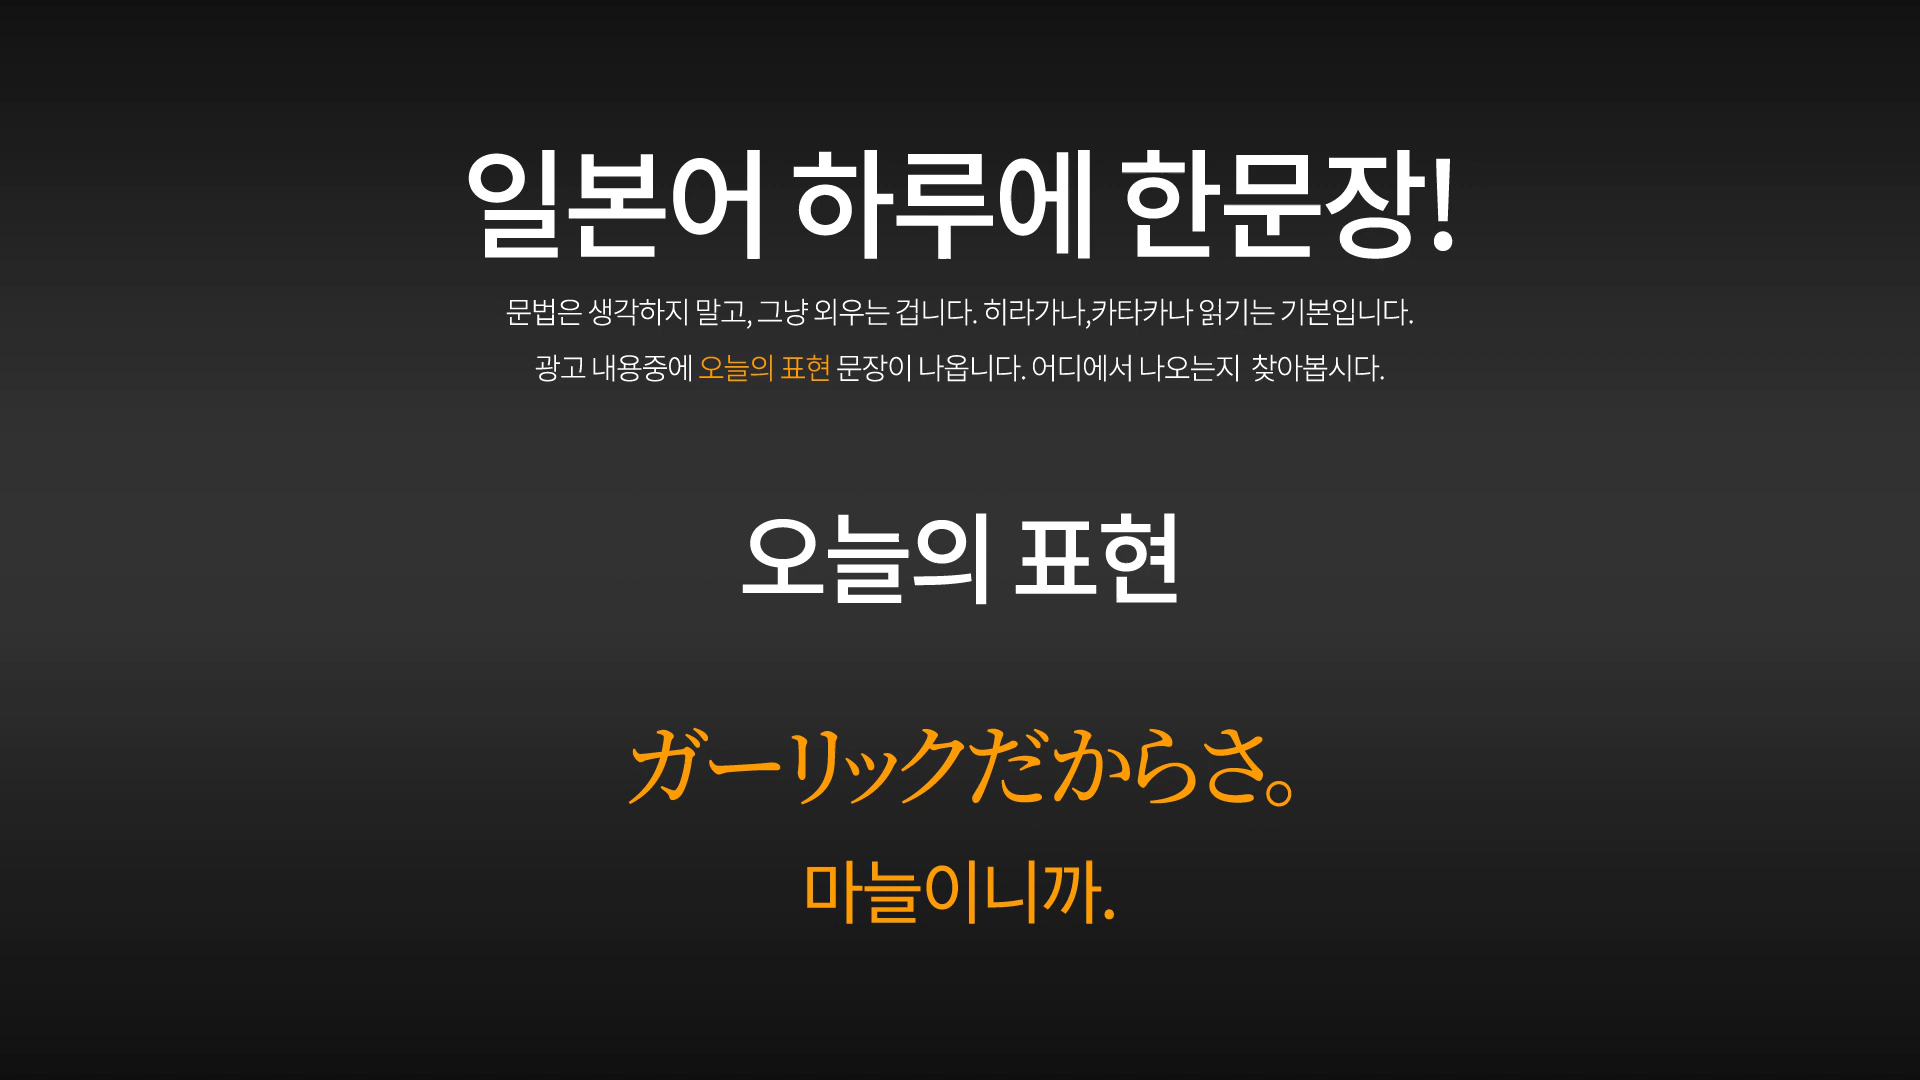 일본어 하루에 한문장!
문법은 생각하지 말고, 그냥 외우는 겁니다. 히라가나,카타카나 읽기는 기본입니다.
광고 내용중에 오늘의 표현 문장이 나옵니다. 어디에서 나오는지 찾아봅시다.
오늘의 표현
ガーリックだからさ。
마늘이니까.